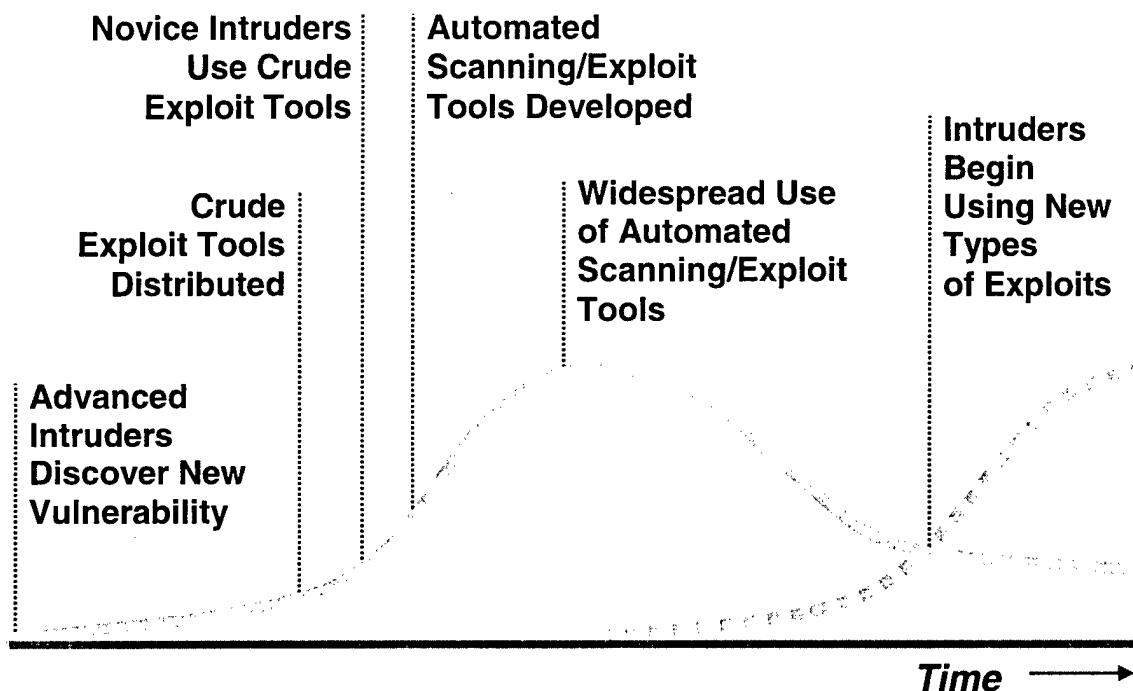 Novice Intruders
Use Crude
Exploit Tools
Automated
Scanning/Exploit
Tools Developed
Intruders
Begin
Using New
Types
of Exploits
Crude
Exploit Tools
Distributed
Widespread Use
of Automated
Scanning/Exploit
Tools
Advanced
Intruders
Discover New
Vulnerability
Time